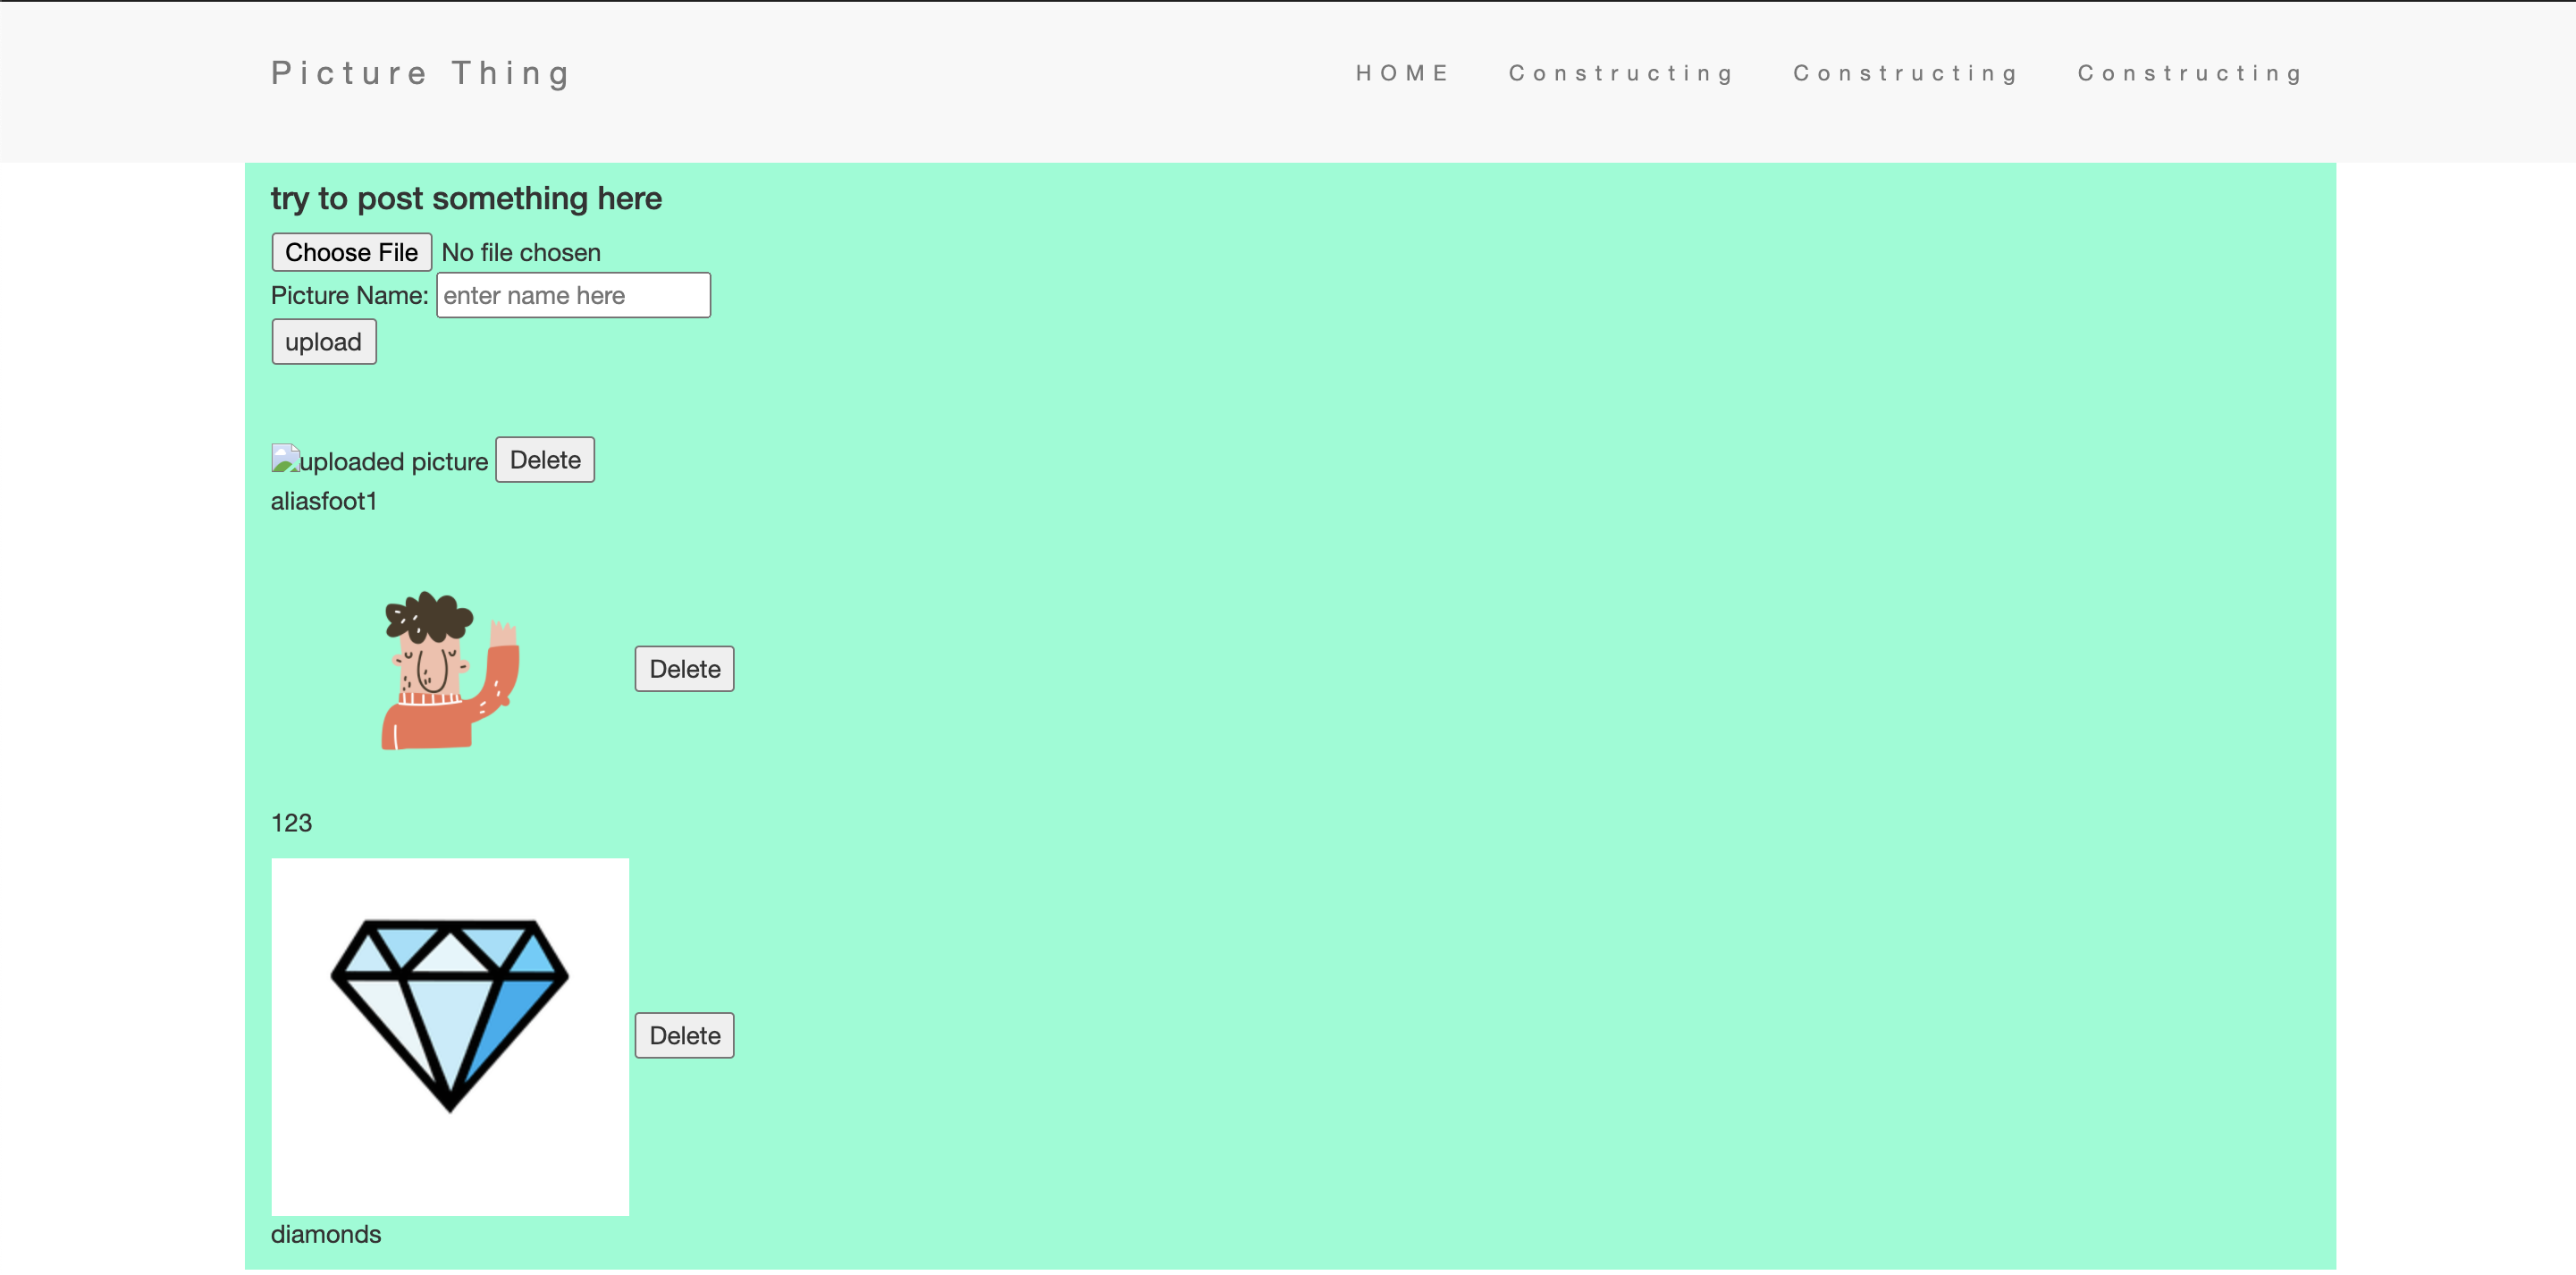 Picture Thing HOME Constructing Constructing Constructing
try to post something here
Choose File No file chosen
Picture Name: enter name here
upload
uploaded picture Delete
aliasfoot1
Delete
123
Delete
diamonds